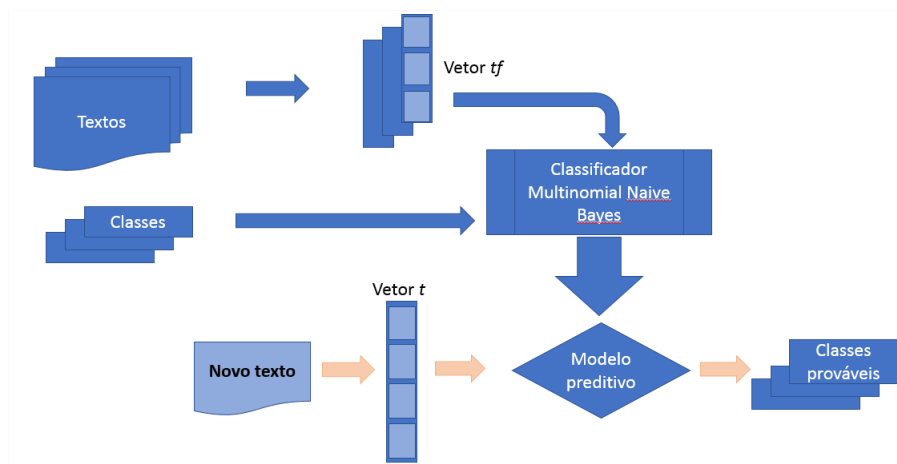 Textos
Vetor tf
Classificador
Multinomial Naive
Bayes
Classes
Vetor t
Novo texto
Modelo
preditivo
Classes
prováveis